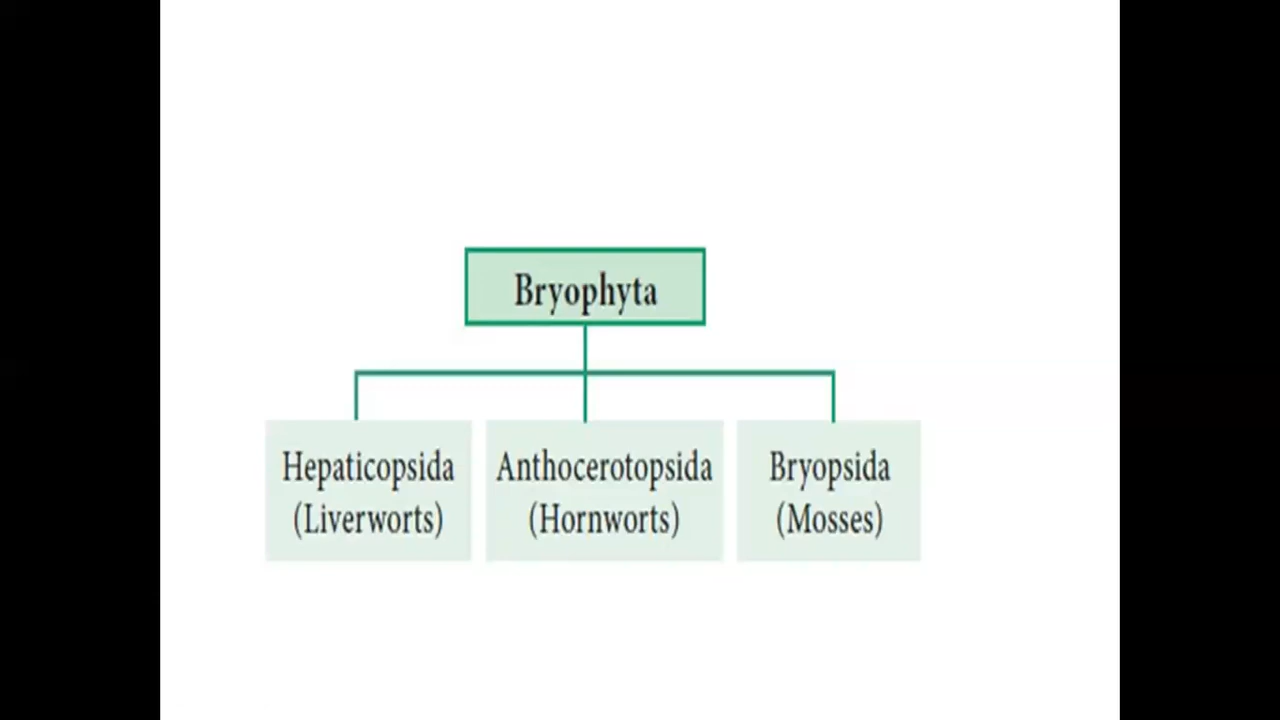 Bryophyta
Hepaticopsida
(Liverworts)
Anthocerotopsida
(Hornworts)
Bryopsida
(Mosses)